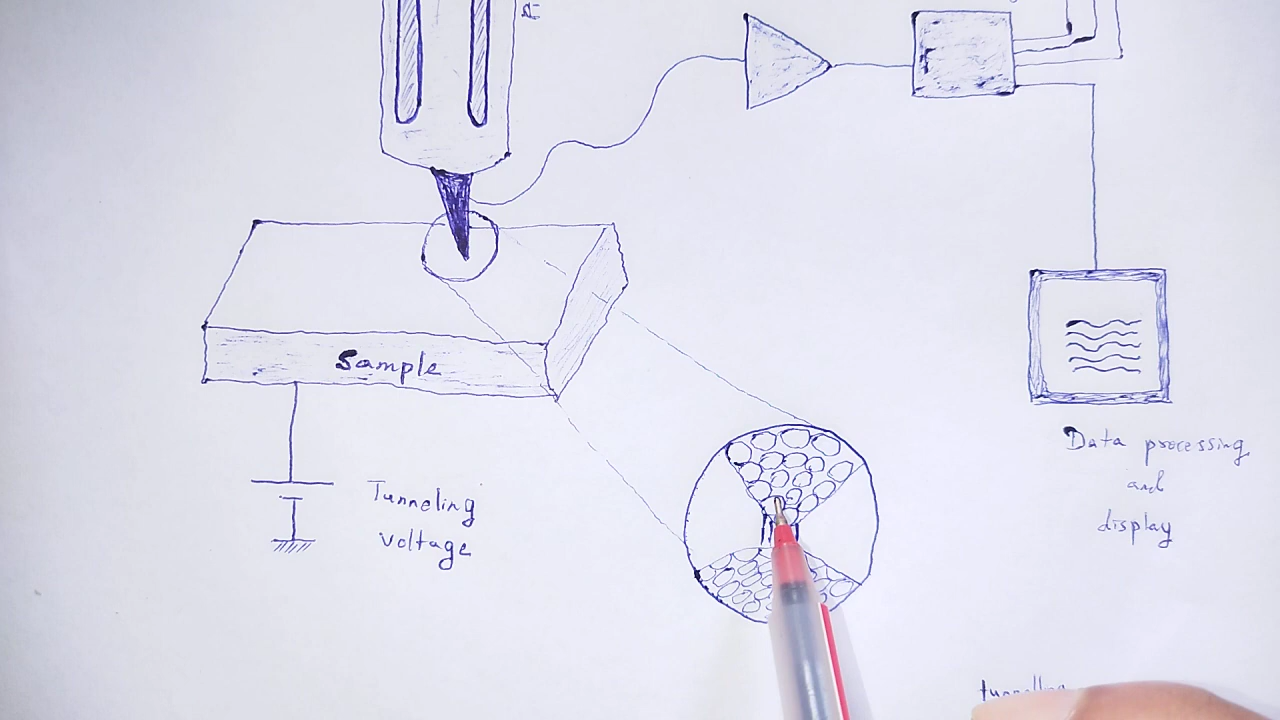 Sample
Tunneling
voltage
Data processing
and
display